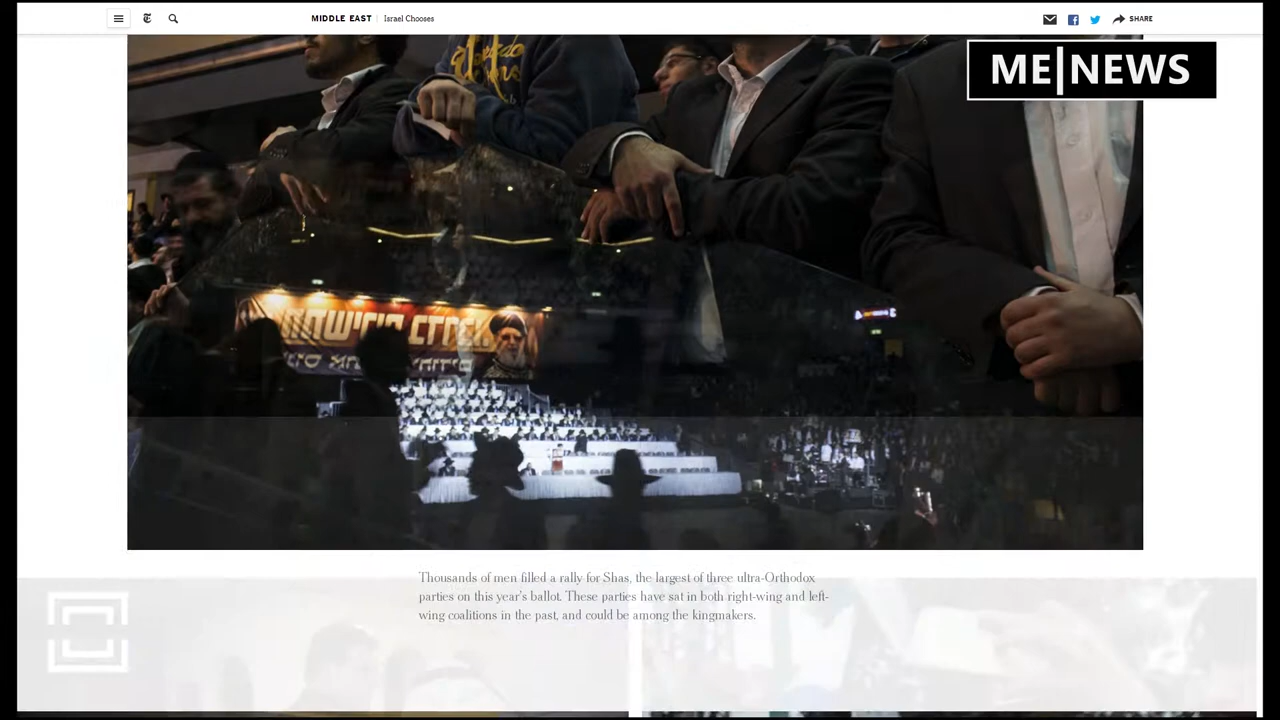 MIDDLE EAST | Israel Chooses
SHARE
ME|NEWS
Thousands of men filled a rally for Shas, the largest of three ultra-Orthodox
parties on this year's ballot. These parties have sat in both right-wing and left-
wing coalitions in the past, and could be among the kingmakers.